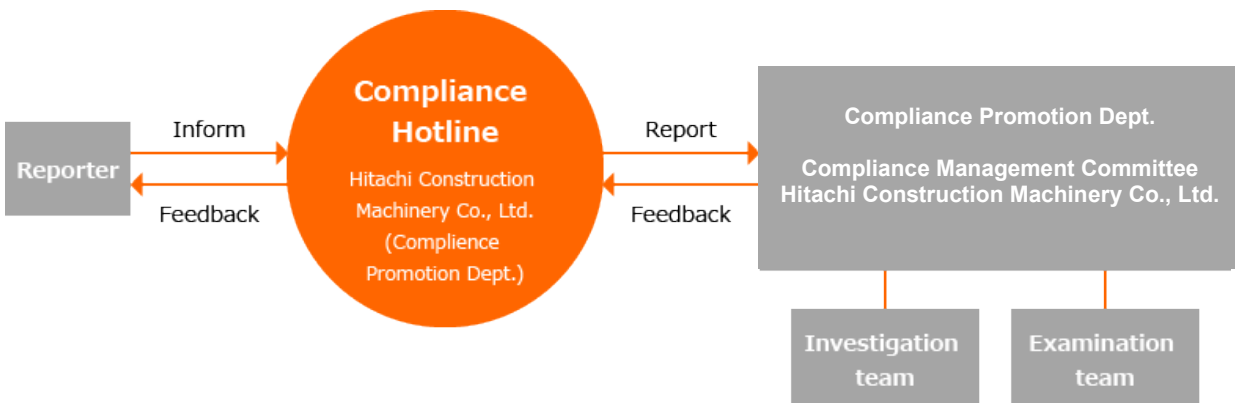 Reporter
Inform
Feedback
Compliance
Hotline
Hitachi Construction
Machinery Co., Ltd.
(Complience
Promotion Dept.)
Report
Feedback
Compliance Promotion Dept.
Compliance Management Committee
Hitachi Construction Machinery Co., Ltd.
Investigation
team
Examination
team